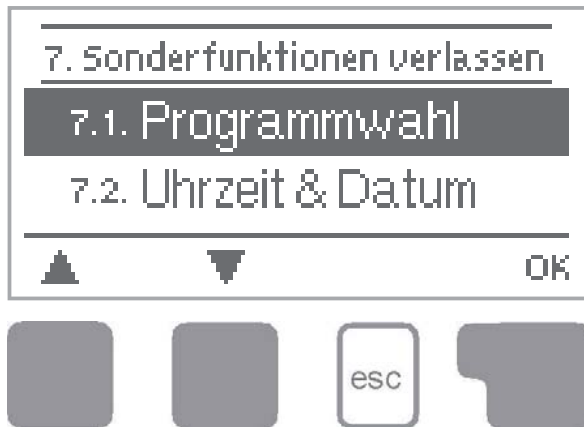 7. Sonderfunktionen verlassen
7.1. Programmwahl
7.2. Uhrzeit & Datum
OK
esc